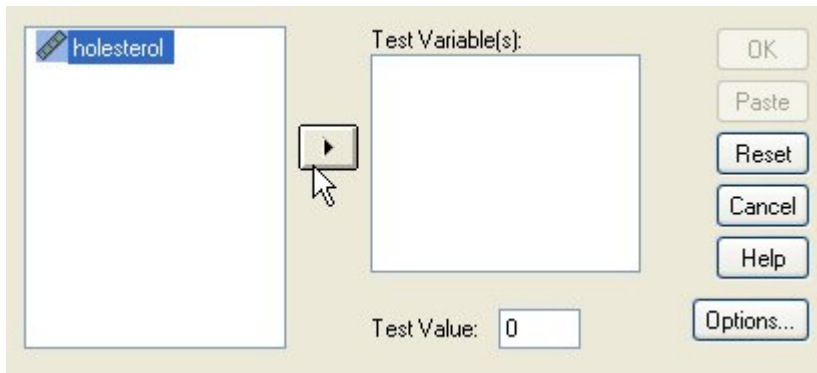 holesterol
Test Variable(s):
OK
Paste
Reset
Cancel
Help
Test Value: 0
Options...